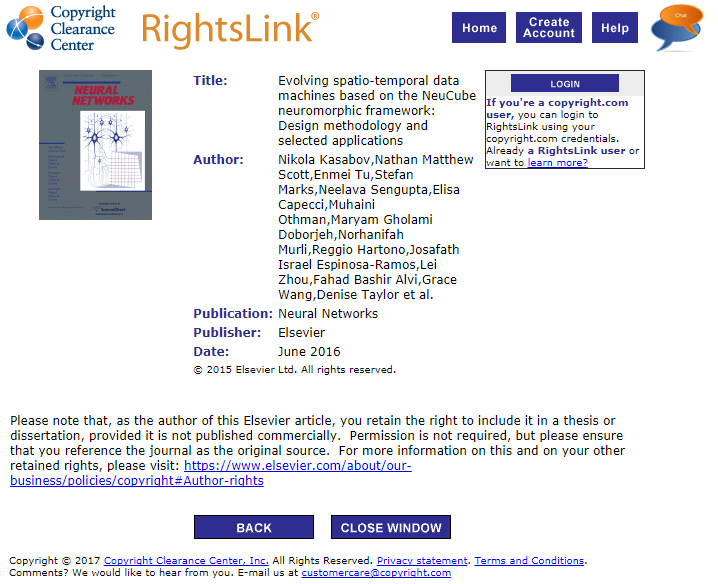 Copyright
Clearance
Center
RightsLink®
Home
Create
Account
Help
Chat
NEURAL
NETWORKS
Title: Evolving spatio-temporal data
machines based on the NeuCube
neuromorphic framework:
Design methodology and
selected applications
Author: Nikola Kasabov,Nathan Matthew
Scott,Enmei Tu,Stefan
Marks,Neelava Sengupta,Elisa
Capecci,Muhaini
Othman,Maryam Gholami
Doborjeh,Norhanifah
Murli,Reggio Hartono,Josafath
Israel Espinosa-Ramos,Lei
Zhou,Fahad Bashir Alvi,Grace
Wang,Denise Taylor et al.
Publication: Neural Networks
Publisher: Elsevier
Date: June 2016
© 2015 Elsevier Ltd. All rights reserved.
LOGIN
If you're a copyright.com
user, you can login to
RightsLink using your
copyright.com credentials.
Already a RightsLink user or
want to learn more?
Please note that, as the author of this Elsevier article, you retain the right to include it in a thesis or
dissertation, provided it is not published commercially. Permission is not required, but please ensure
that you reference the journal as the original source. For more information on this and on your other
retained rights, please visit: https://www.elsevier.com/about/our-
business/policies/copyright#Author-rights
BACK
CLOSE WINDOW
Copyright © 2017 Copyright Clearance Center, Inc. All Rights Reserved. Privacy statement. Terms and Conditions.
Comments? We would like to hear from you. E-mail us at customercare@copyright.com